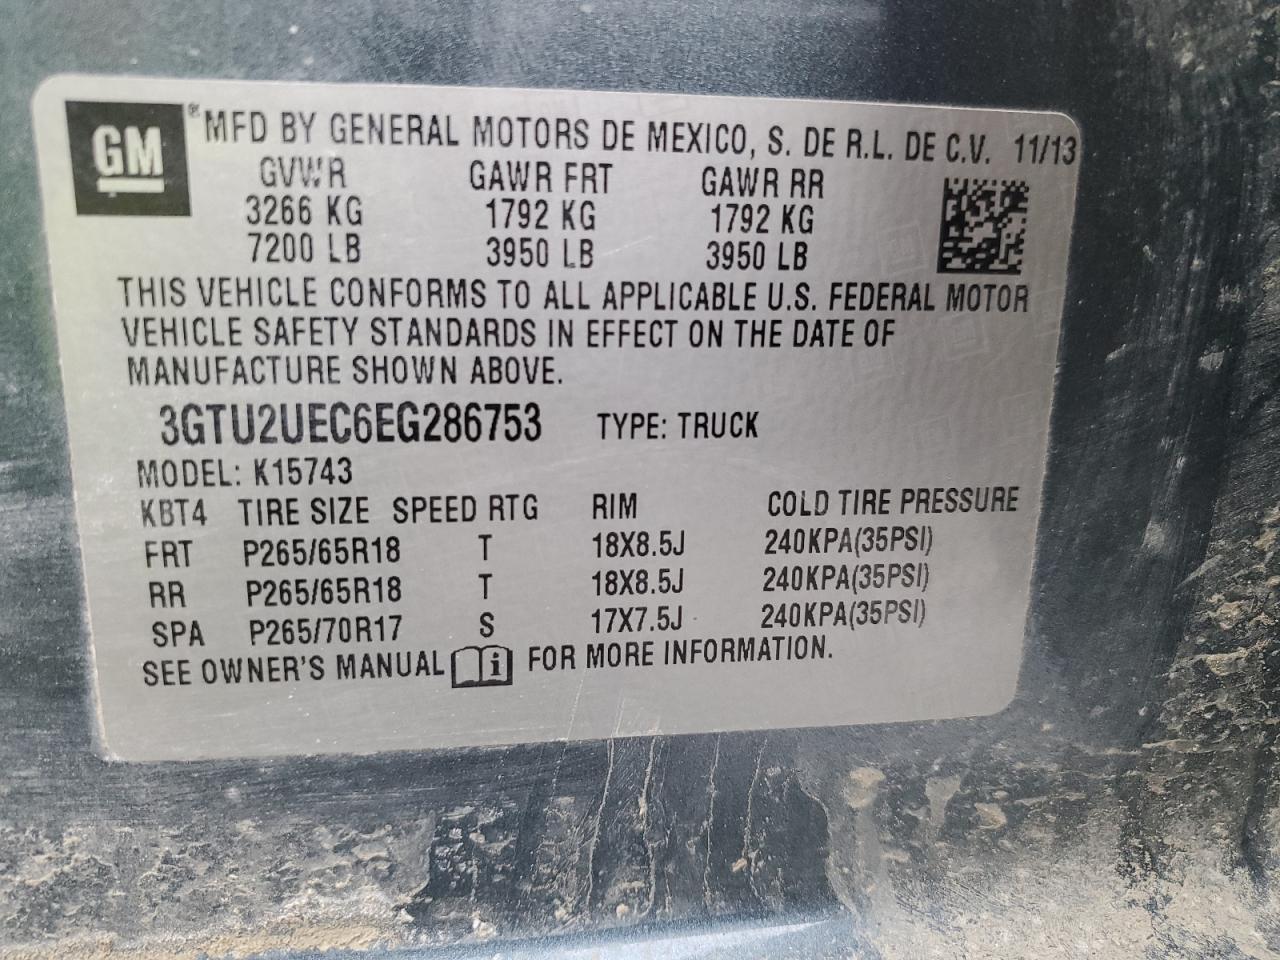 GM ® MFD BY GENERAL MOTORS DE MEXICO, S. DE R.L. DE C.V. 11/13
GVWR GAWR FRT GAWR RR
3266 KG 1792 KG 1792 KG
7200 LB 3950 LB 3950 LB
THIS VEHICLE CONFORMS TO ALL APPLICABLE U.S. FEDERAL MOTOR
VEHICLE SAFETY STANDARDS IN EFFECT ON THE DATE OF
MANUFACTURE SHOWN ABOVE.
3GTU2UEC6EG286753 TYPE: TRUCK
MODEL: K15743
KBT4 TIRE SIZE SPEED RTG RIM COLD TIRE PRESSURE
FRT P265/65R18 T 18X8.5J 240KPA(35PSI)
RR P265/65R18 T 18X8.5J 240KPA(35PSI)
SPA P265/70R17 S 17X7.5J 240KPA(35PSI)
SEE OWNER'S MANUAL i FOR MORE INFORMATION.